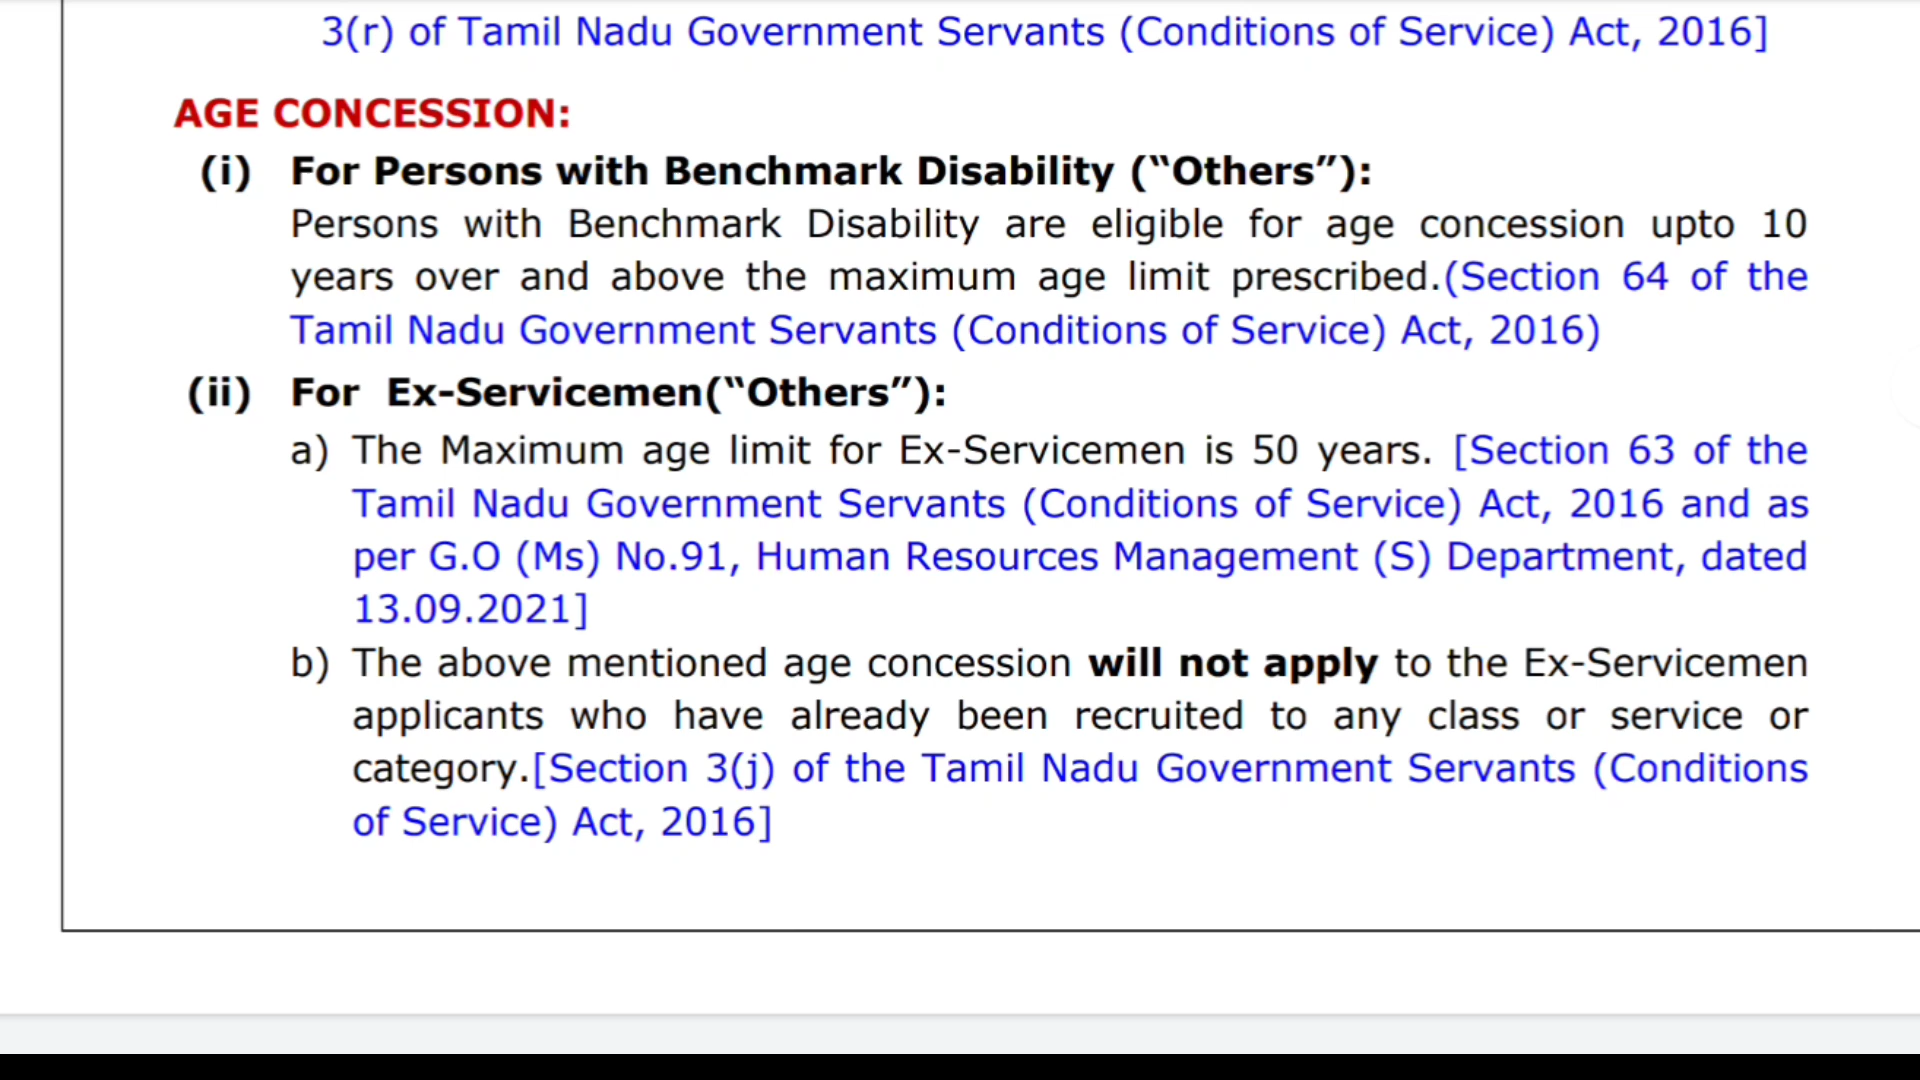 3(r) of Tamil Nadu Government Servants (Conditions of Service) Act, 2016]
AGE CONCESSION:
(i) For Persons with Benchmark Disability (“Others”):
Persons with Benchmark Disability are eligible for age concession upto 10
years over and above the maximum age limit prescribed.(Section 64 of the
Tamil Nadu Government Servants (Conditions of Service) Act, 2016)
(ii) For Ex-Servicemen(“Others”):
a) The Maximum age limit for Ex-Servicemen is 50 years. [Section 63 of the
Tamil Nadu Government Servants (Conditions of Service) Act, 2016 and as
per G.O (Ms) No.91, Human Resources Management (S) Department, dated
13.09.2021]
b) The above mentioned age concession will not apply to the Ex-Servicemen
applicants who have already been recruited to any class or service or
category.[Section 3(j) of the Tamil Nadu Government Servants (Conditions
of Service) Act, 2016]